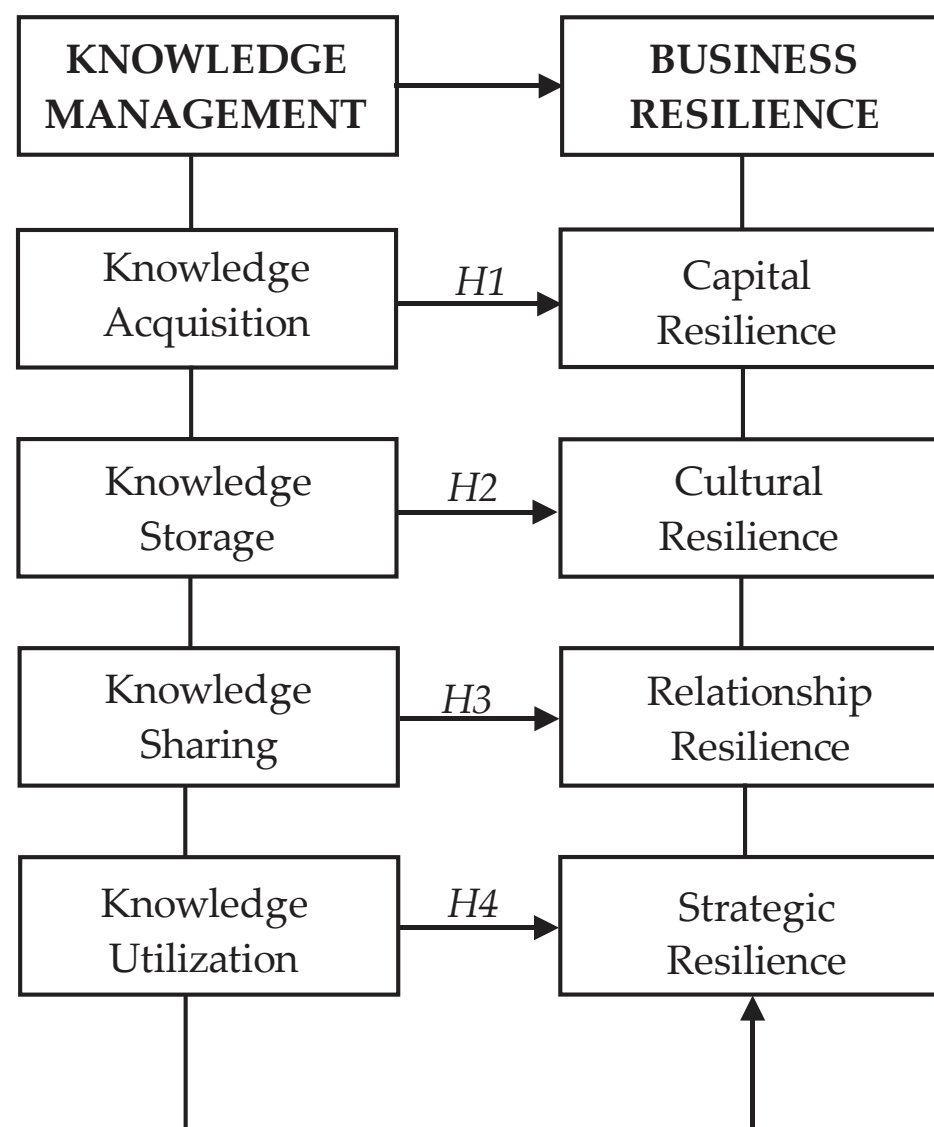 KNOWLEDGE
MANAGEMENT
BUSINESS
RESILIENCE
Knowledge
Acquisition
H1
Capital
Resilience
Knowledge
Storage
H2
Cultural
Resilience
Knowledge
Sharing
H3
Relationship
Resilience
Knowledge
Utilization
H4
Strategic
Resilience